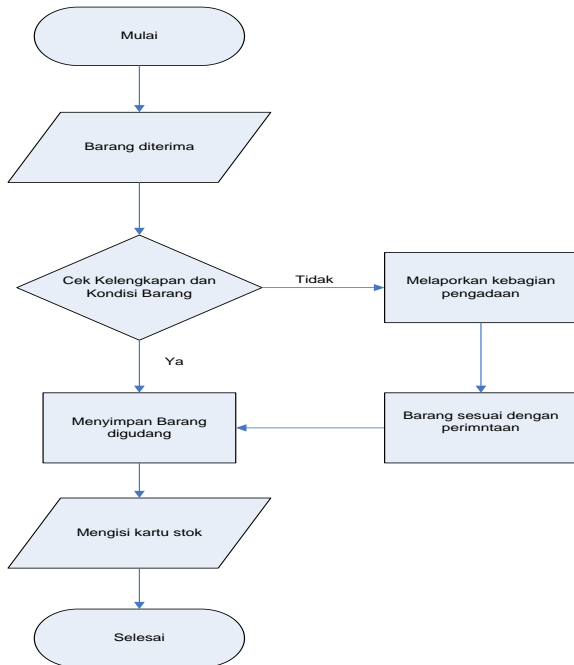 Mulai
Barang diterima
Cek Kelengkapan dan
Kondisi Barang
Tidak
Melaporkan kebagian
pengadaan
Ya
Menyimpan Barang
digudang
Barang sesuai dengan
perimntaan
Mengisi kartu stok
Selesai